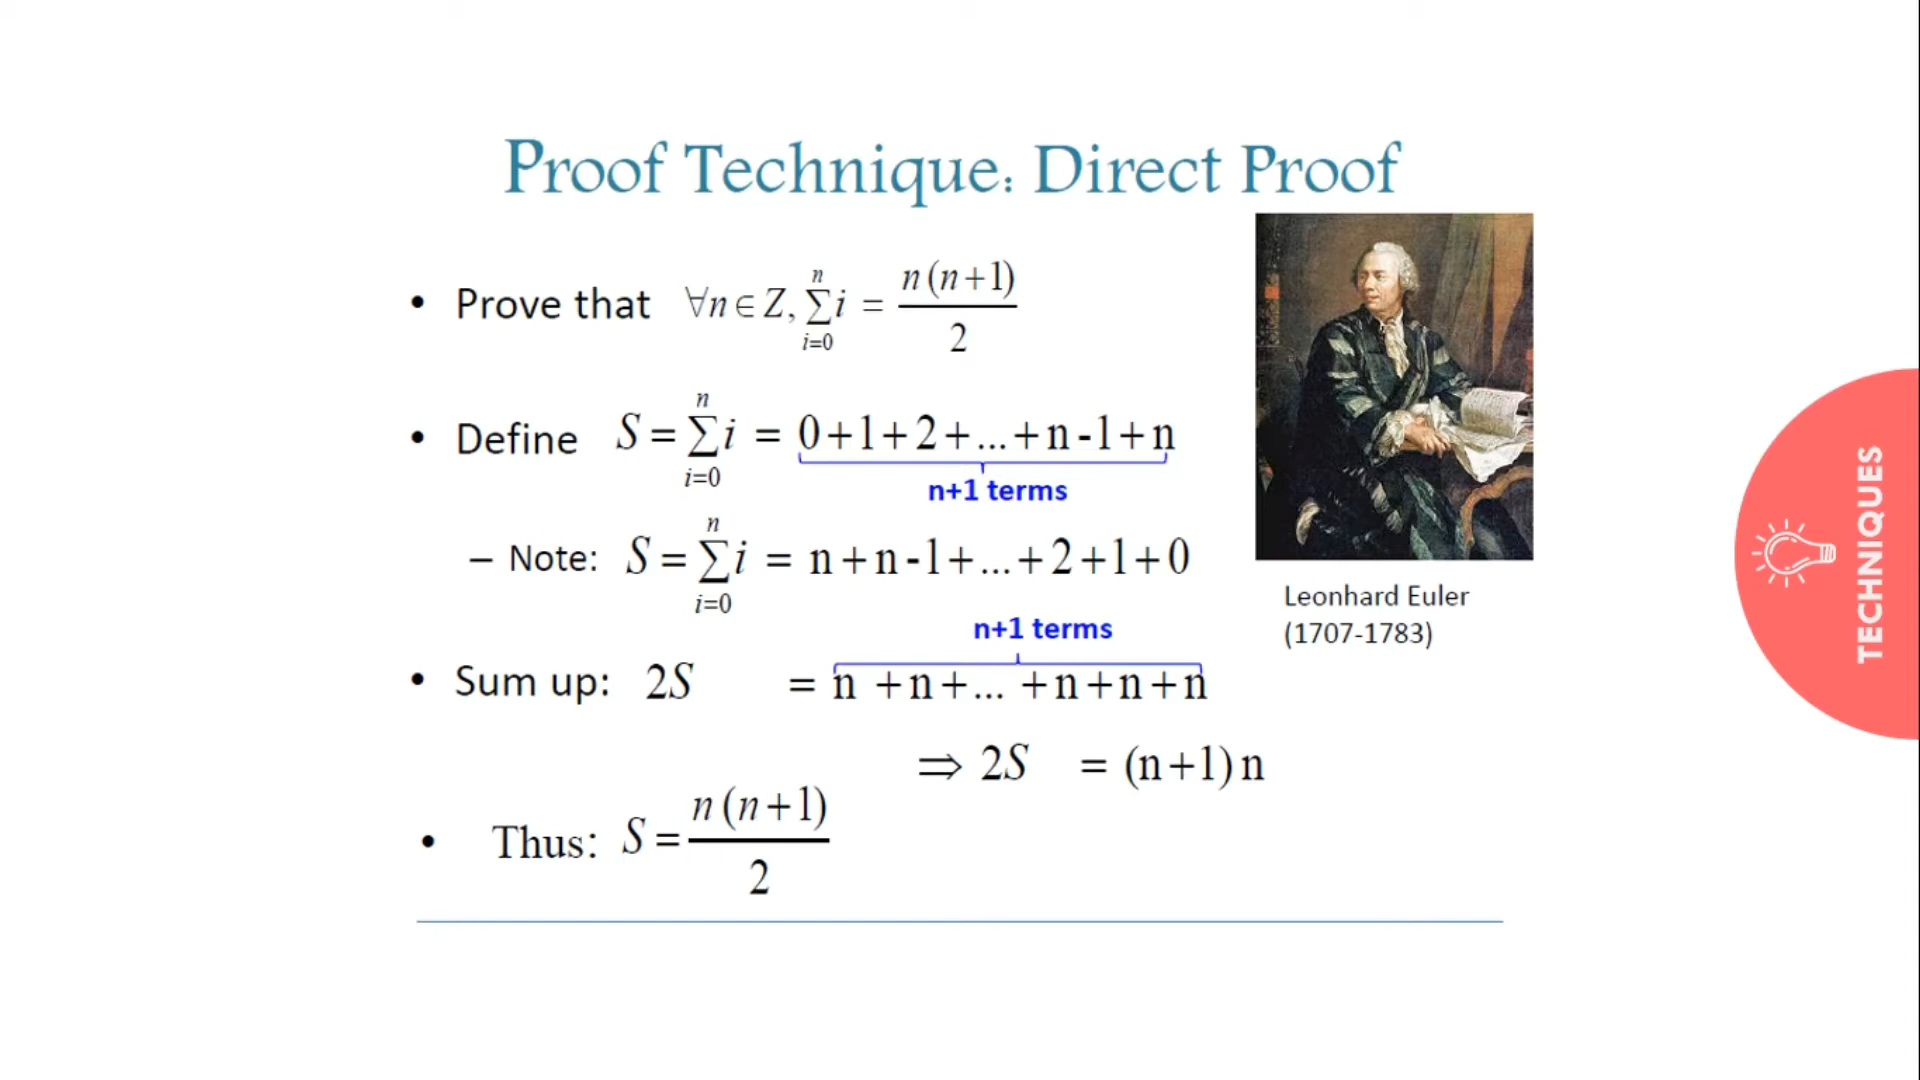 Proof Technique: Direct Proof
• Prove that ∀n∈Z, ∑_{i=0}^{n} i = n(n+1)/2
• Define S = ∑_{i=0}^{n} i = 0+1+2+...+n-1+n
n+1 terms
– Note: S = ∑_{i=0}^{n} i = n+n-1+...+2+1+0
Leonhard Euler
(1707-1783)
n+1 terms
• Sum up: 2S = n +n+... +n+n+n
⇒ 2S = (n+1)n
• Thus: S = n(n+1)/2
TECHNIQUES